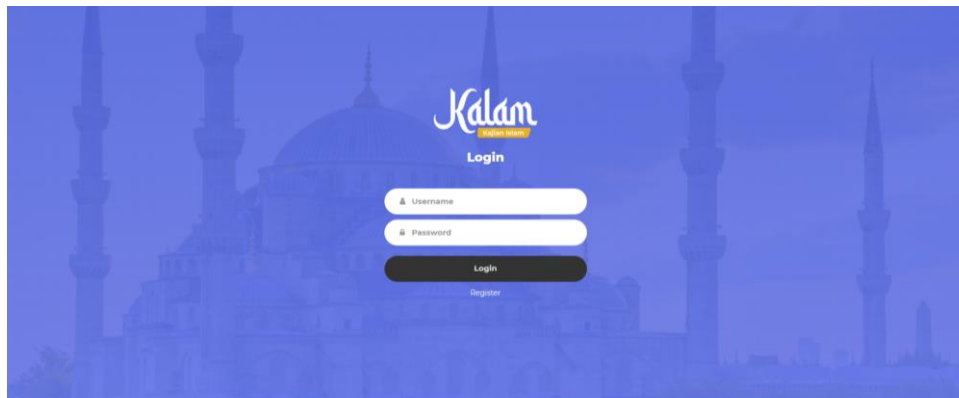 Kalam
Kajian Islam
Login
Username
Password
Login
Register